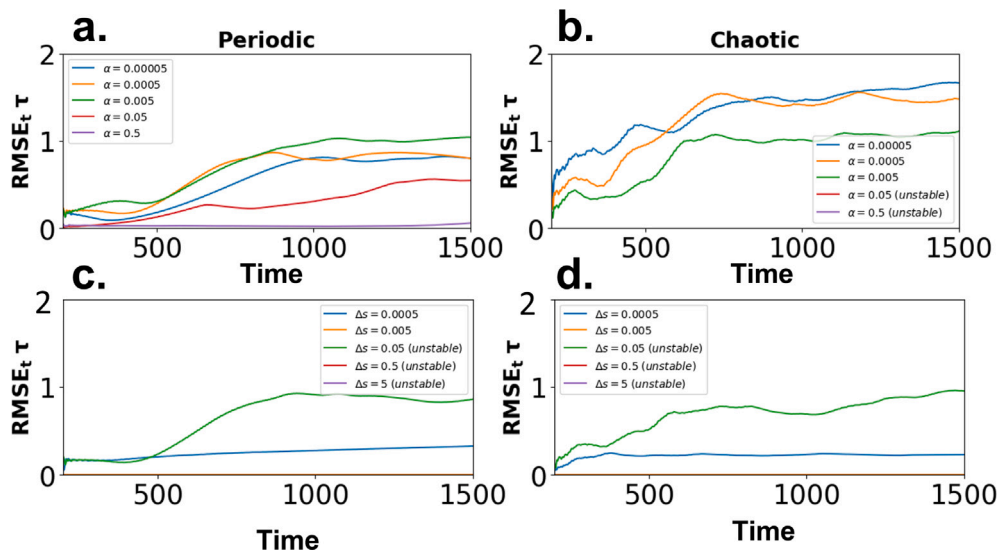 a.
Periodic
RMSEt τ
2
1
0
α = 0.00005
α = 0.0005
α = 0.005
α = 0.05
α = 0.5
500
1000
1500
Time
b.
Chaotic
RMSEt τ
2
1
0
α = 0.00005
α = 0.0005
α = 0.005
α = 0.05 (unstable)
α = 0.5 (unstable)
500
1000
1500
Time
c.
RMSEt τ
2
1
0
Δs = 0.0005
Δs = 0.005
Δs = 0.05 (unstable)
Δs = 0.5 (unstable)
Δs = 5 (unstable)
500
1000
1500
Time
d.
RMSEt τ
2
1
0
Δs = 0.0005
Δs = 0.005
Δs = 0.05 (unstable)
Δs = 0.5 (unstable)
Δs = 5 (unstable)
500
1000
1500
Time